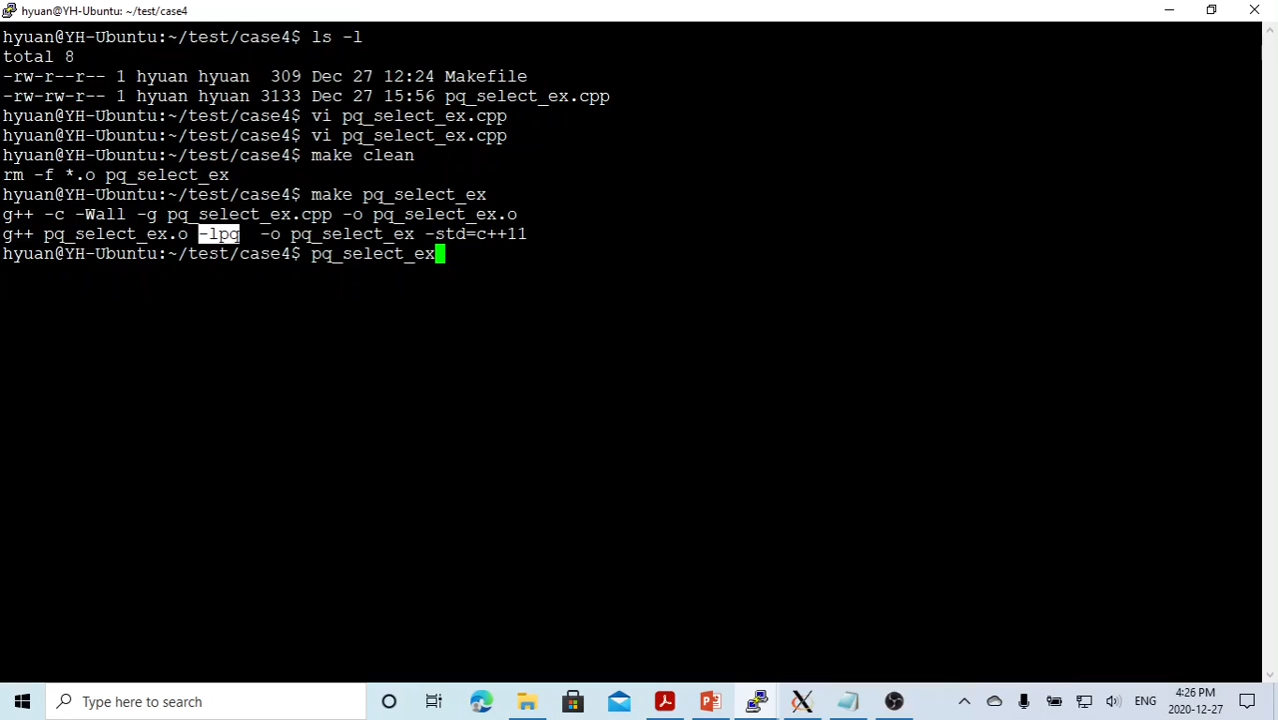 hyuan@YH-Ubuntu: ~/test/case4
hyuan@YH-Ubuntu:~/test/case4$ ls -l
total 8
-rw-r--r-- 1 hyuan hyuan  309 Dec 27 12:24 Makefile
-rw-rw-r-- 1 hyuan hyuan 3133 Dec 27 15:56 pq_select_ex.cpp
hyuan@YH-Ubuntu:~/test/case4$ vi pq_select_ex.cpp
hyuan@YH-Ubuntu:~/test/case4$ vi pq_select_ex.cpp
hyuan@YH-Ubuntu:~/test/case4$ make clean
rm -f *.o pq_select_ex
hyuan@YH-Ubuntu:~/test/case4$ make pq_select_ex
g++ -c -Wall -g pq_select_ex.cpp -o pq_select_ex.o
g++ pq_select_ex.o -lpq  -o pq_select_ex -std=c++11
hyuan@YH-Ubuntu:~/test/case4$ pq_select_ex
Type here to search
ENG
4:26 PM
2020-12-27